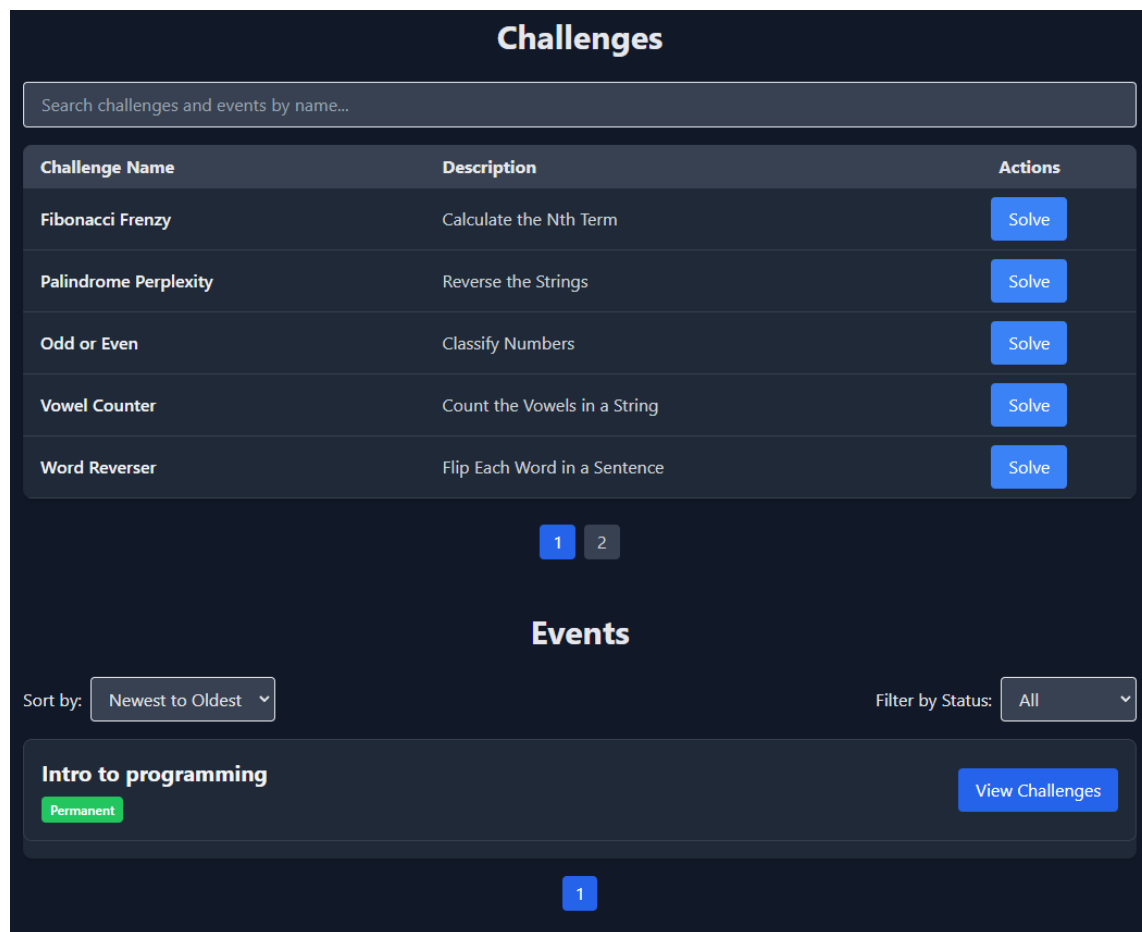 Challenges
Search challenges and events by name...
Challenge Name Description Actions
Fibonacci Frenzy Calculate the Nth Term Solve
Palindrome Perplexity Reverse the Strings Solve
Odd or Even Classify Numbers Solve
Vowel Counter Count the Vowels in a String Solve
Word Reverser Flip Each Word in a Sentence Solve
1 2
Events
Sort by: Newest to Oldest Filter by Status: All
Intro to programming
Permanent
View Challenges
1